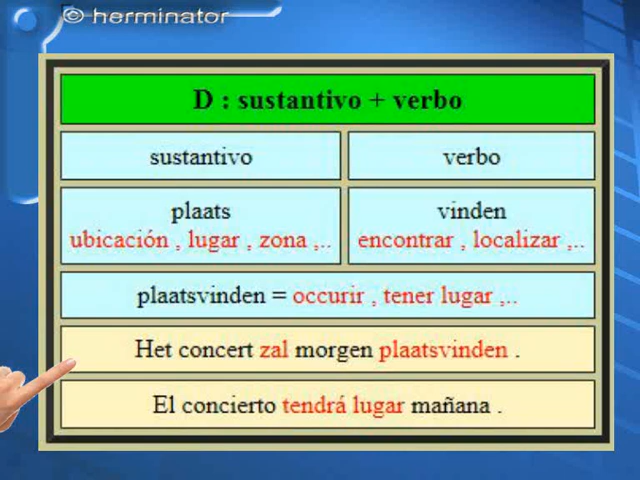 © herminator
D : sustantivo + verbo
sustantivo
verbo
plaats
ubicación , lugar , zona ,..
vinden
encontrar , localizar ,..
plaatsvinden = occurir , tener lugar ,..
Het concert zal morgen plaatsvinden .
El concierto tendrá lugar mañana .